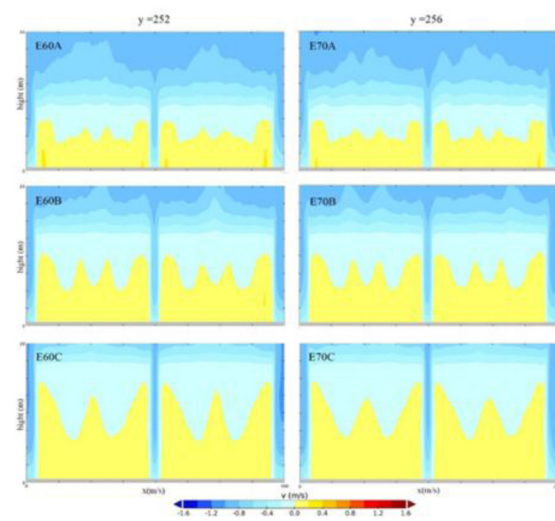 y =252
y =256
E60A
E70A
hight (m)
E60B
E70B
hight (m)
E60C
E70C
hight (m)
x(m/s)
x(m/s)
v (m/s)
-1.6 -0.8 -0.4 -0.2 0.0 0.4 0.8 1.2 1.6